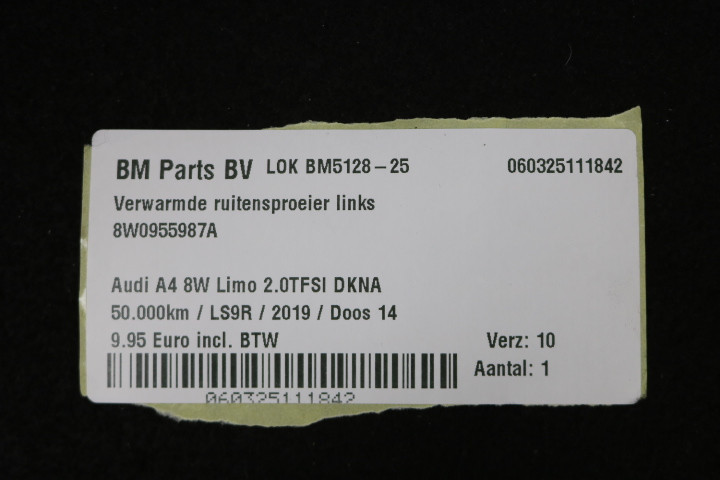 BM Parts BV LOK BM5128-25 060325111842
Verwarmde ruitensproeier links
8W0955987A
Audi A4 8W Limo 2.0TFSI DKNA
50.000km / LS9R / 2019 / Doos 14
9.95 Euro incl. BTW Verz: 10
Aantal: 1
060325111842